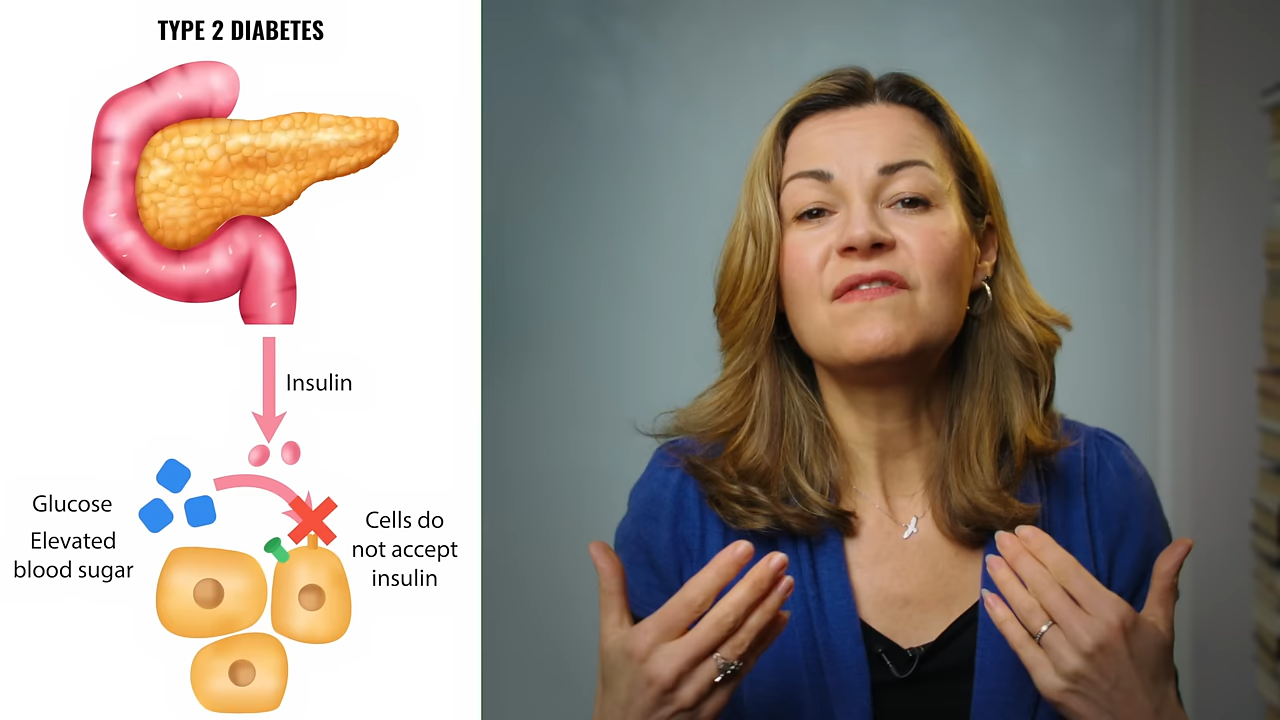 TYPE 2 DIABETES
Insulin
Glucose
Elevated
blood sugar
Cells do
not accept
insulin